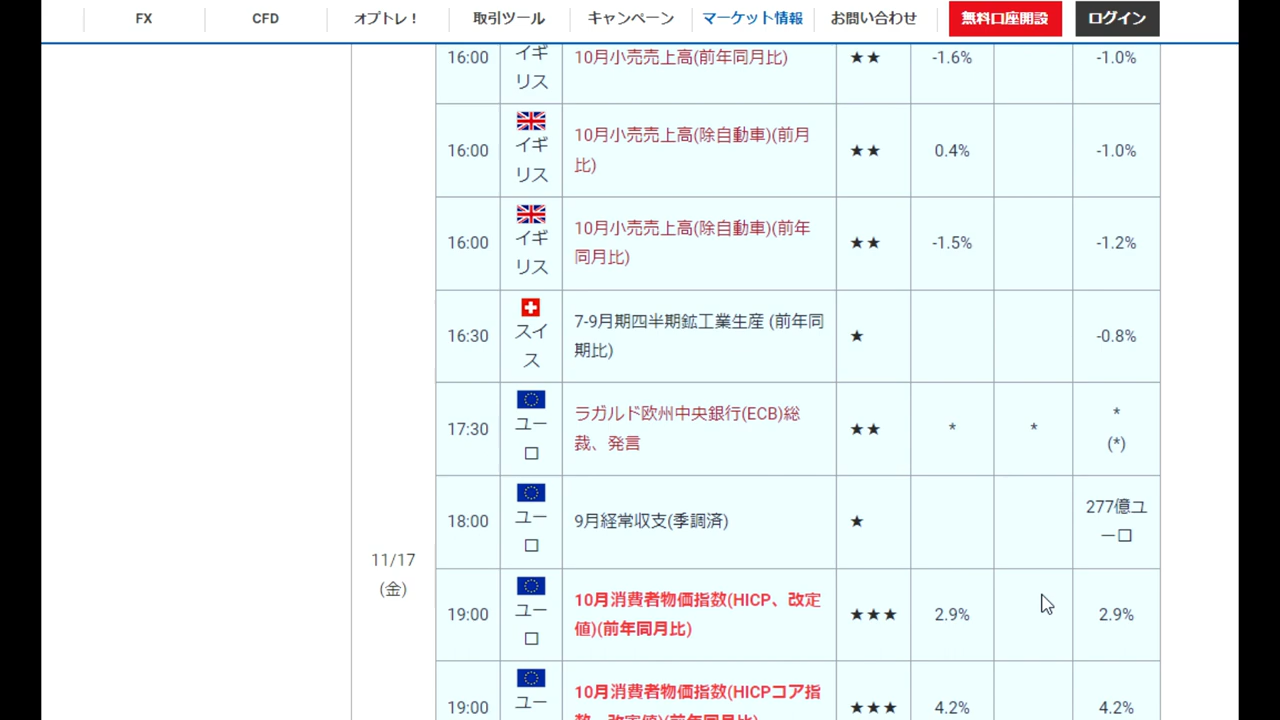 FX
CFD
オプトレ！
取引ツール
キャンペーン
マーケット情報
お問い合わせ
無料口座開設
ログイン
11/17
(金)
16:00
イギ
リス
10月小売売上高(前年同月比)
★★
-1.6%
-1.0%
16:00
イギ
リス
10月小売売上高(除自動車)(前月
比)
★★
0.4%
-1.0%
16:00
イギ
リス
10月小売売上高(除自動車)(前年
同月比)
★★
-1.5%
-1.2%
16:30
スイ
ス
7-9月期四半期鉱工業生産 (前年同
期比)
★
-0.8%
17:30
ユー
ロ
ラガルド欧州中央銀行(ECB)総
裁、発言
★★
*
*
*
(*)
18:00
ユー
ロ
9月経常収支(季調済)
★
277億ユ
ーロ
19:00
ユー
ロ
10月消費者物価指数(HICP、改定
値)(前年同月比)
★★★
2.9%
2.9%
19:00
ユー
10月消費者物価指数(HICPコア指
数、改定値)(前年同月比)
★★★
4.2%
4.2%